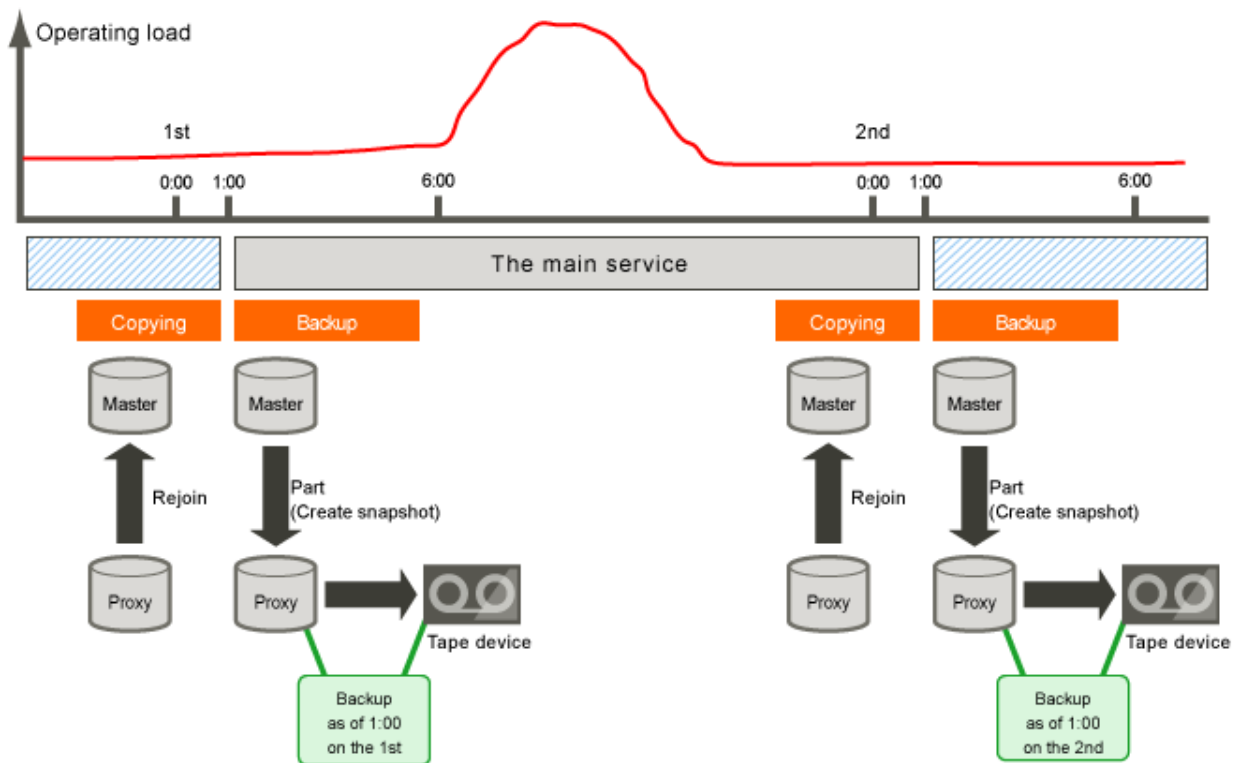 Operating load
1st
2nd
0:00
1:00
6:00
0:00
1:00
6:00
The main service
Copying
Backup
Copying
Backup
Master
Master
Master
Master
Rejoin
Part
(Create snapshot)
Rejoin
Part
(Create snapshot)
Proxy
Proxy
Proxy
Proxy
Tape device
Tape device
Backup
as of 1:00
on the 1st
Backup
as of 1:00
on the 2nd